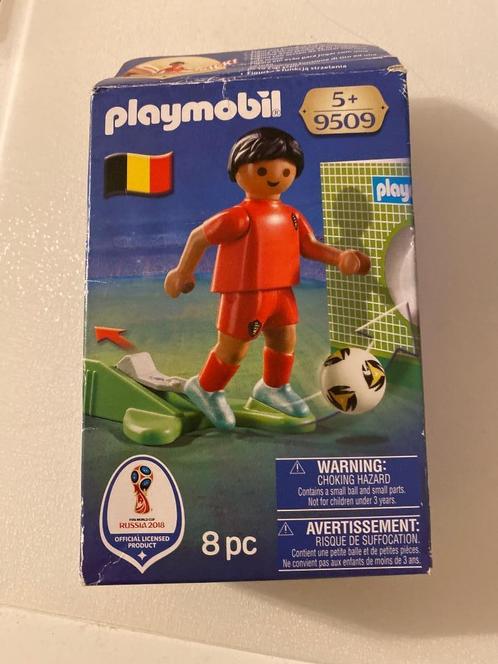 playmobil
5+
9509
play
WARNING:
CHOKING HAZARD
Contains a small ball and small parts.
Not for children under 3 years.
AVERTISSEMENT:
RISQUE DE SUFFOCATION.
Contient une petite balle et de petites pièces.
Ne convient pas aux enfants de moins de 3 ans.
FIFA WORLD CUP
RUSSIA 2018
OFFICIAL LICENSED
PRODUCT
8 pc